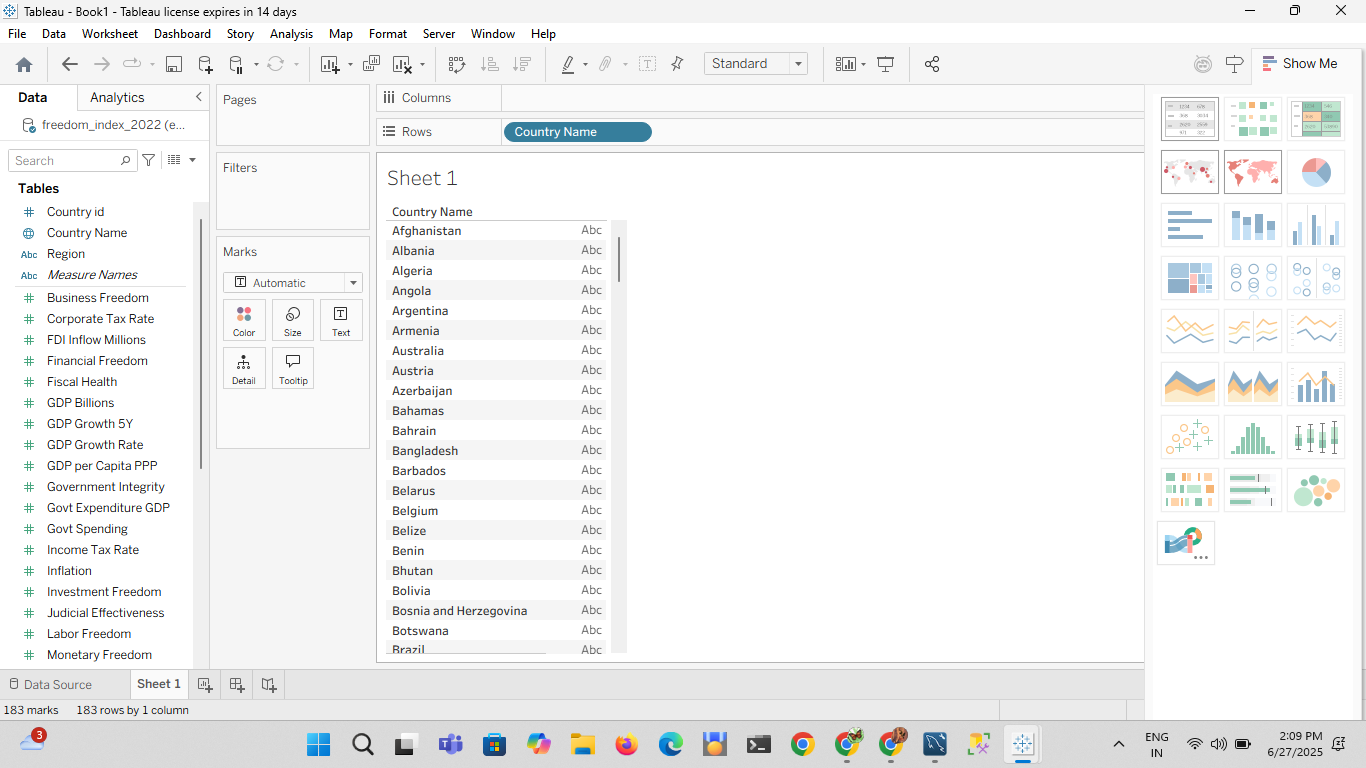 Tableau - Book1 - Tableau license expires in 14 days
File Data Worksheet Dashboard Story Analysis Map Format Server Window Help
Standard
Show Me
Data Analytics
freedom_index_2022 (e...
Search
Tables
Country id
Country Name
Abc Region
Abc Measure Names
Business Freedom
Corporate Tax Rate
FDI Inflow Millions
Financial Freedom
Fiscal Health
GDP Billions
GDP Growth 5Y
GDP Growth Rate
GDP per Capita PPP
Government Integrity
Govt Expenditure GDP
Govt Spending
Income Tax Rate
Inflation
Investment Freedom
Judicial Effectiveness
Labor Freedom
Monetary Freedom
Pages
Filters
Marks
Automatic
Color Size Text
Detail Tooltip
Columns
Rows Country Name
Sheet 1
Country Name
Afghanistan Abc
Albania Abc
Algeria Abc
Angola Abc
Argentina Abc
Armenia Abc
Australia Abc
Austria Abc
Azerbaijan Abc
Bahamas Abc
Bahrain Abc
Bangladesh Abc
Barbados Abc
Belarus Abc
Belgium Abc
Belize Abc
Benin Abc
Bhutan Abc
Bolivia Abc
Bosnia and Herzegovina Abc
Botswana Abc
Brazil Abc
Data Source Sheet 1
183 marks 183 rows by 1 column
3
ENG
IN
2:09 PM
6/27/2025